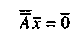 A̿ x̅ = 0̅